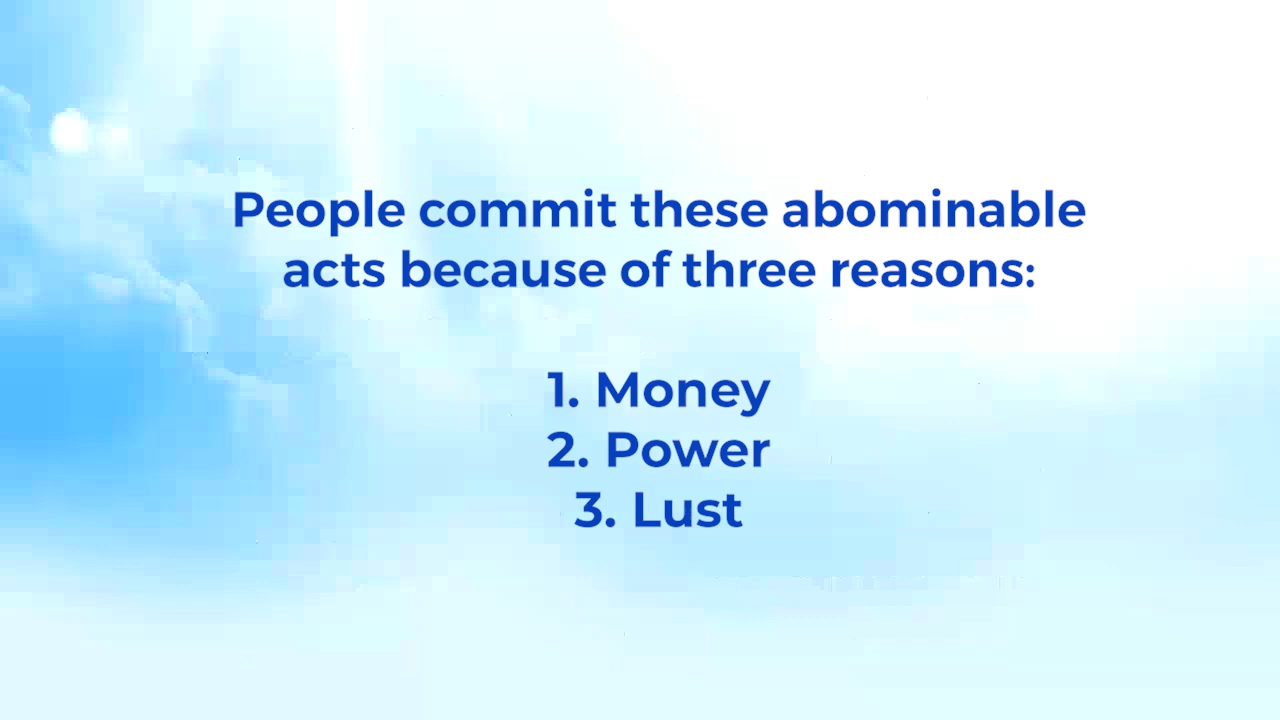 People commit these abominable
acts because of three reasons:
1. Money
2. Power
3. Lust